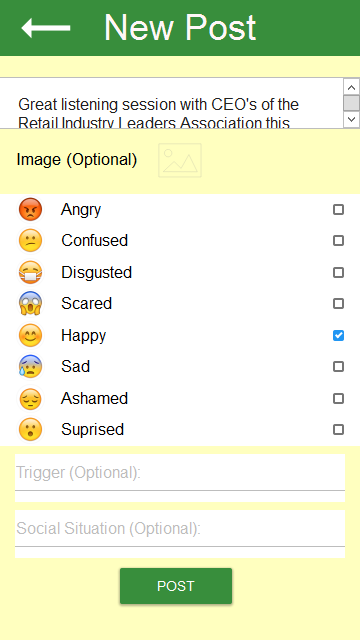 New Post
Great listening session with CEO's of the
Retail Industry Leaders Association this
Image (Optional)
Angry
Confused
Disgusted
Scared
Happy
Sad
Ashamed
Suprised
Trigger (Optional):
Social Situation (Optional):
POST